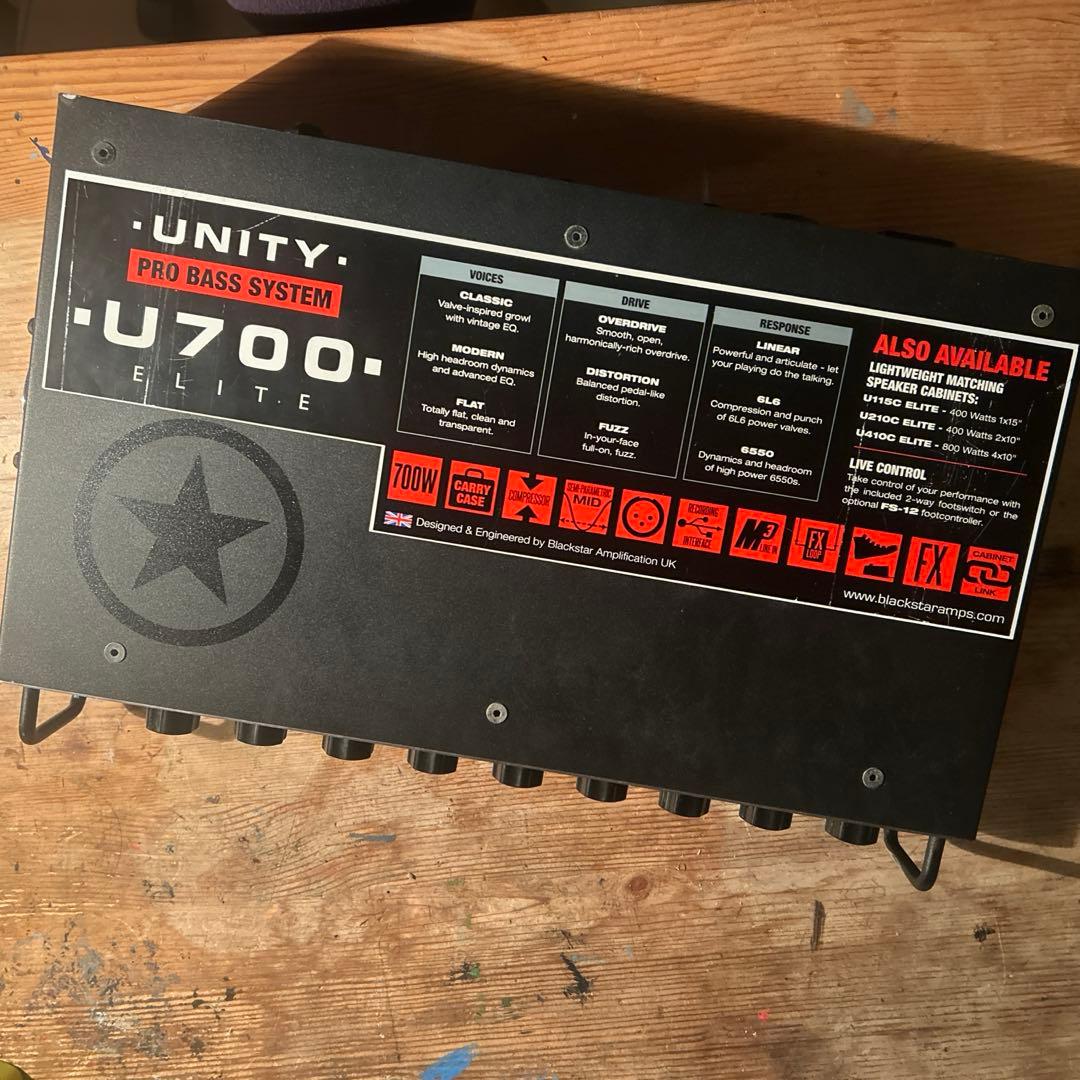 ·UNITY·
PRO BASS SYSTEM
·U700·
ELITE
VOICES
CLASSIC
Valve-inspired growl
with vintage EQ.
MODERN
High headroom dynamics
and advanced EQ.
FLAT
Totally flat, clean and
transparent.
DRIVE
OVERDRIVE
Smooth, open,
harmonically-rich overdrive.
DISTORTION
Balanced pedal-like
distortion.
FUZZ
In-your-face
full-on, fuzz.
RESPONSE
LINEAR
Powerful and articulate - let
your playing do the talking.
6L6
Compression and punch
of 6L6 power valves.
6550
Dynamics and headroom
of high power 6550s.
ALSO AVAILABLE
LIGHTWEIGHT MATCHING
SPEAKER CABINETS:
U115C ELITE - 400 Watts 1x15"
U210C ELITE - 400 Watts 2x10"
U410C ELITE - 800 Watts 4x10"
LIVE CONTROL
Take control of your performance with
the included 2-way footswitch or the
optional FS-12 footcontroller.
700W
CARRY
CASE
COMPRESSOR
SEMI-PARAMETRIC
MID
RECORDING
INTERFACE
MP3
LINE IN
FX
LOOP
FX
CABINET
LINK
Designed & Engineered by Blackstar Amplification UK
www.blackstaramps.com